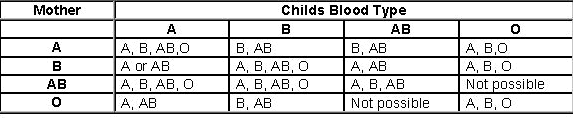 Mother Childs Blood Type
A B AB O
A A, B, AB,O B, AB B, AB A, B,O
B A or AB A, B, AB, O A, AB A, B, O
AB A, B, AB, O A, B, AB, O A, B, AB Not possible
O A, AB B, AB Not possible A, B, O